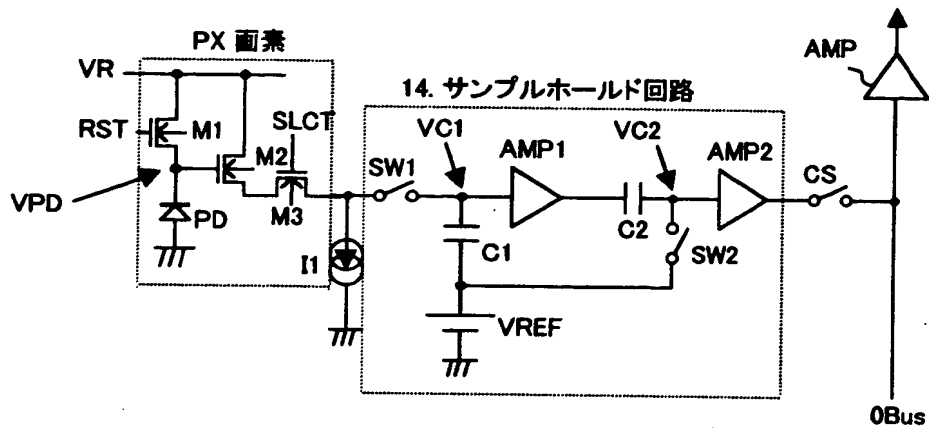 PX 画素
VR
RST
M1
SLCT
M2
VPD
PD
M3
I1
14. サンプルホールド回路
SW1
VC1
AMP1
VC2
AMP2
C1
C2
SW2
VREF
CS
AMP
0Bus